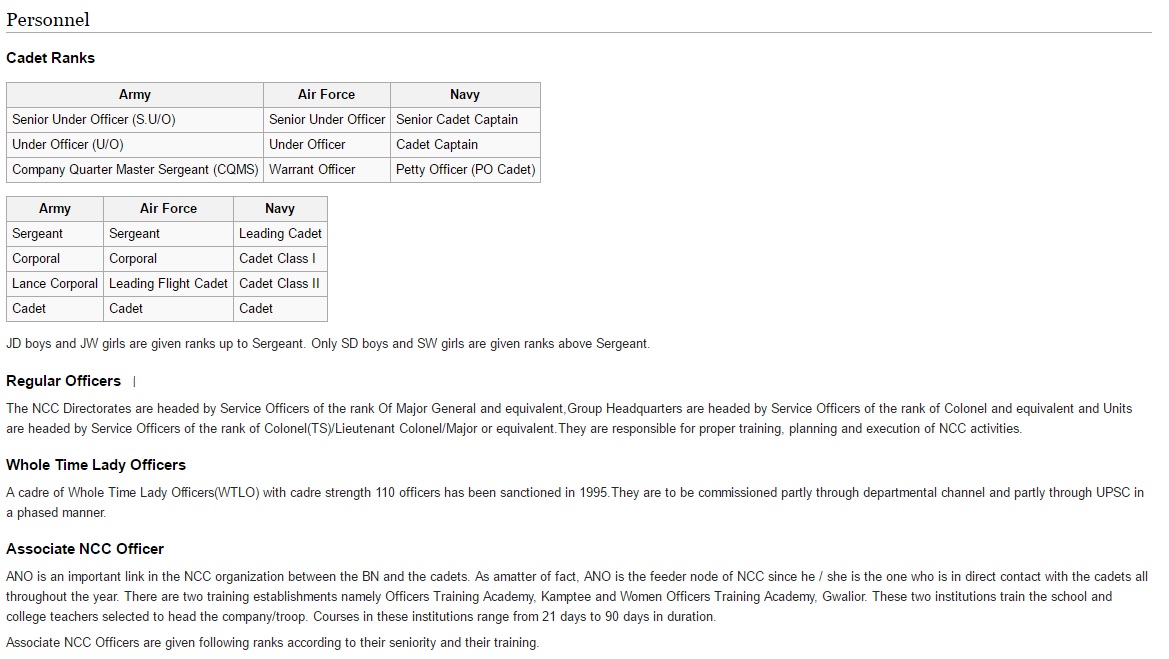 Personnel
Cadet Ranks
Army Air Force Navy
Senior Under Officer (S.U/O) Senior Under Officer Senior Cadet Captain
Under Officer (U/O) Under Officer Cadet Captain
Company Quarter Master Sergeant (CQMS) Warrant Officer Petty Officer (PO Cadet)
Army Air Force Navy
Sergeant Sergeant Leading Cadet
Corporal Corporal Cadet Class I
Lance Corporal Leading Flight Cadet Cadet Class II
Cadet Cadet Cadet
JD boys and JW girls are given ranks up to Sergeant. Only SD boys and SW girls are given ranks above Sergeant.
Regular Officers |
The NCC Directorates are headed by Service Officers of the rank Of Major General and equivalent,Group Headquarters are headed by Service Officers of the rank of Colonel and equivalent and Units
are headed by Service Officers of the rank of Colonel(TS)/Lieutenant Colonel/Major or equivalent.They are responsible for proper training, planning and execution of NCC activities.
Whole Time Lady Officers
A cadre of Whole Time Lady Officers(WTLO) with cadre strength 110 officers has been sanctioned in 1995.They are to be commissioned partly through departmental channel and partly through UPSC in
a phased manner.
Associate NCC Officer
ANO is an important link in the NCC organization between the BN and the cadets. As amatter of fact, ANO is the feeder node of NCC since he / she is the one who is in direct contact with the cadets all
throughout the year. There are two training establishments namely Officers Training Academy, Kamptee and Women Officers Training Academy, Gwalior. These two institutions train the school and
college teachers selected to head the company/troop. Courses in these institutions range from 21 days to 90 days in duration.
Associate NCC Officers are given following ranks according to their seniority and their training.